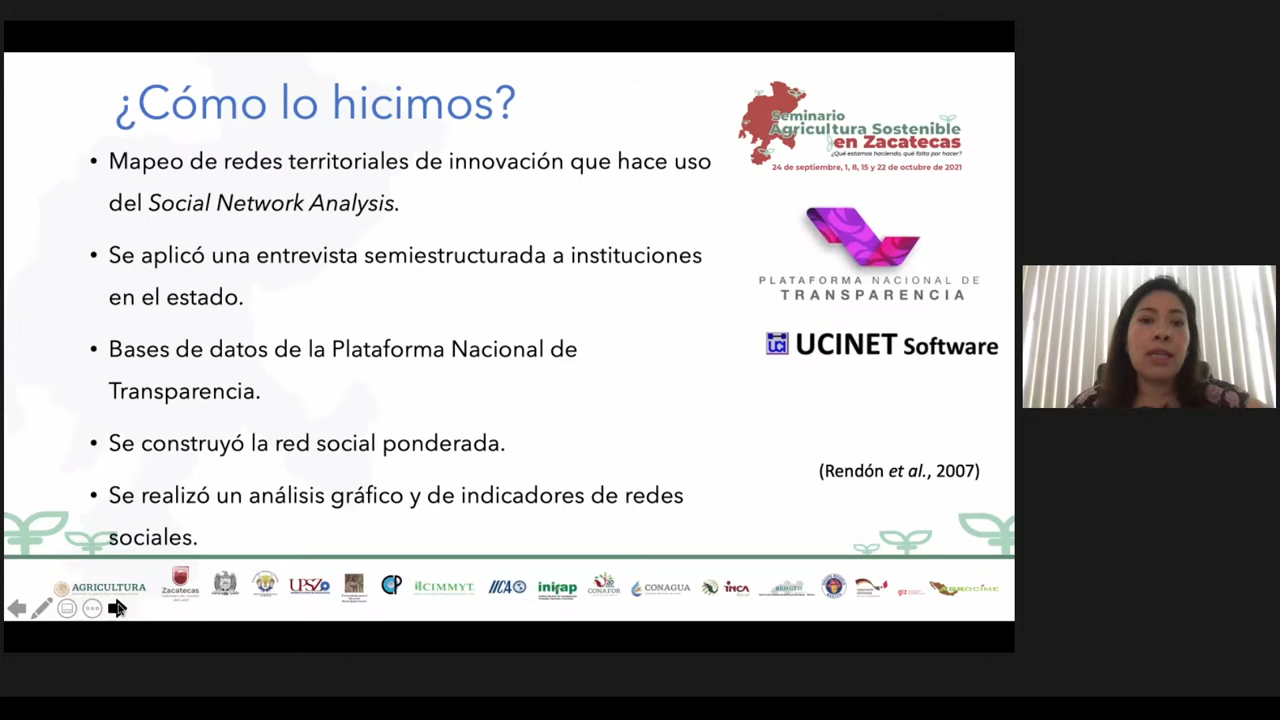 ¿Cómo lo hicimos?
• Mapeo de redes territoriales de innovación que hace uso
del Social Network Analysis.
• Se aplicó una entrevista semiestructurada a instituciones
en el estado.
• Bases de datos de la Plataforma Nacional de
Transparencia.
• Se construyó la red social ponderada.
• Se realizó un análisis gráfico y de indicadores de redes
sociales.
Seminario
Agricultura Sostenible
en Zacatecas
¿Qué estamos haciendo, qué falta por hacer?
24 de septiembre, 1, 8, 15 y 22 de octubre de 2021
PLATAFORMA NACIONAL DE
TRANSPARENCIA
UCI UCINET Software
(Rendón et al., 2007)
AGRICULTURA
Zacatecas
UPSZ
CP
CIMMYT
IICA
inifap
CONAFOR
CONAGUA
INCA
giz
AGROCIME